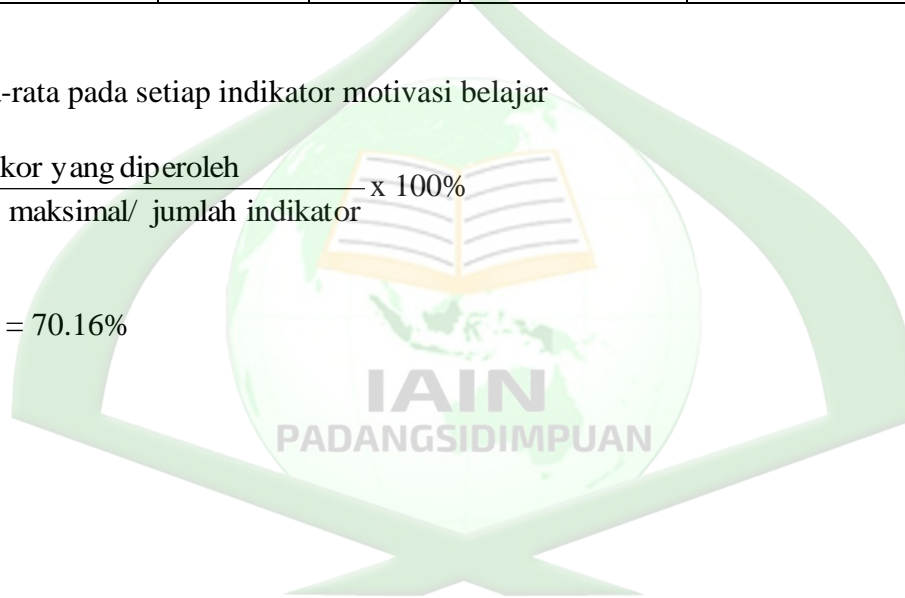 -rata pada setiap indikator motivasi belajar
kor yang diperoleh
x 100%
maksimal/ jumlah indikator
= 70.16%
IAIN
PADANGSIDIMPUAN